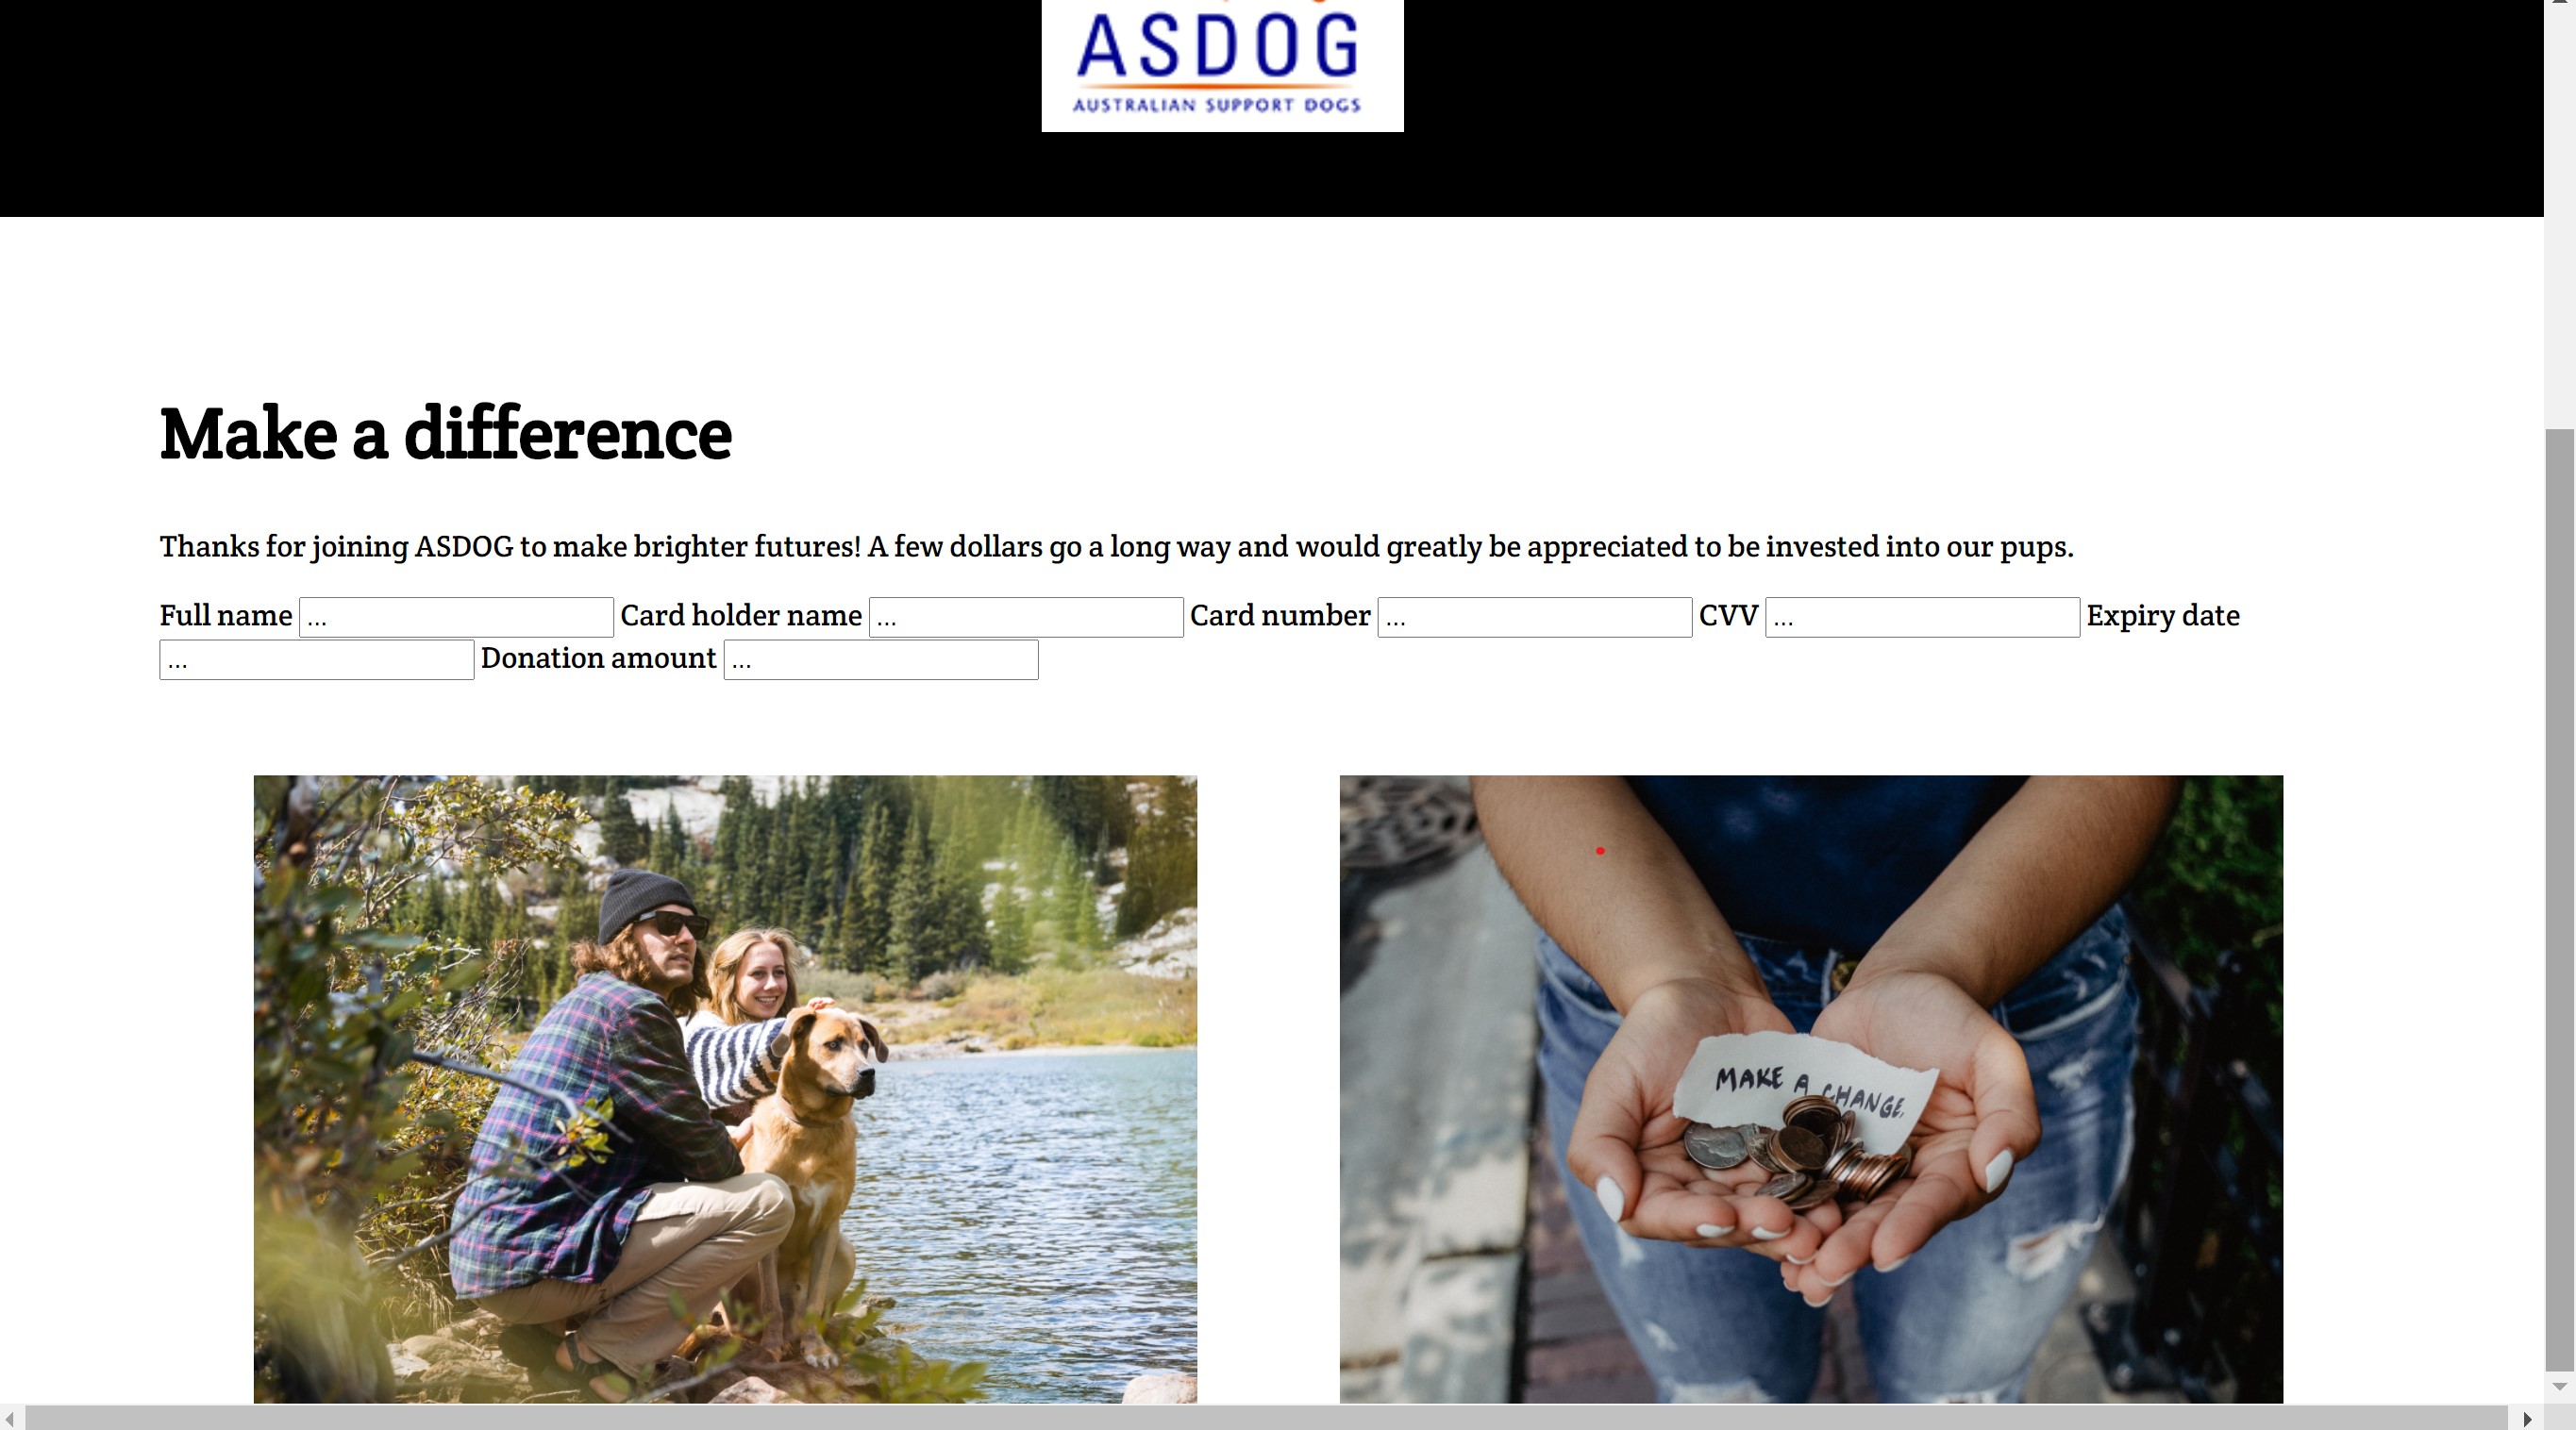 ASDOG
AUSTRALIAN SUPPORT DOGS
Make a difference
Thanks for joining ASDOG to make brighter futures! A few dollars go a long way and would greatly be appreciated to be invested into our pups.
Full name ... Card holder name ... Card number ... CVV ... Expiry date
... Donation amount ...
MAKE A CHANGE.